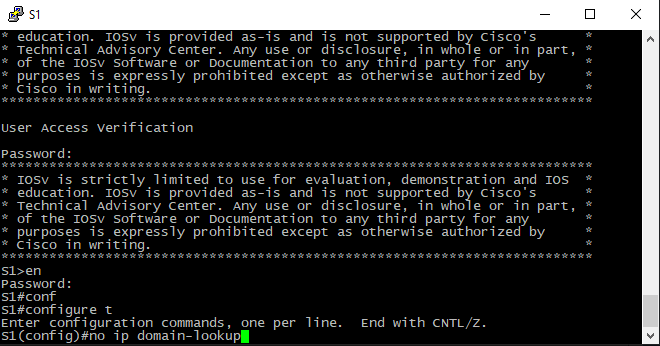 S1
* education. IOSv is provided as-is and is not supported by Cisco's *
* Technical Advisory Center. Any use or disclosure, in whole or in part, *
* of the IOSv Software or Documentation to any third party for any *
* purposes is expressly prohibited except as otherwise authorized by *
* Cisco in writing. *
**************************************************************************
User Access Verification
Password:
**************************************************************************
* IOSv is strictly limited to use for evaluation, demonstration and IOS *
* education. IOSv is provided as-is and is not supported by Cisco's *
* Technical Advisory Center. Any use or disclosure, in whole or in part, *
* of the IOSv Software or Documentation to any third party for any *
* purposes is expressly prohibited except as otherwise authorized by *
* Cisco in writing. *
**************************************************************************
S1>en
Password:
S1#conf
S1#configure t
Enter configuration commands, one per line.  End with CNTL/Z.
S1(config)#no ip domain-lookup